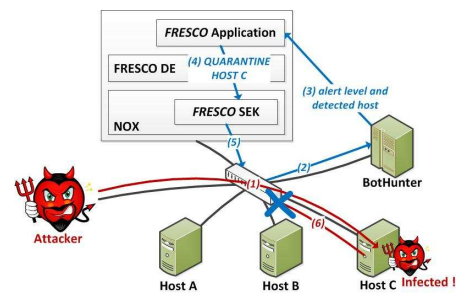 FRESCO Application
(4) QUARANTINE
HOST C
FRESCO DE
(3) alert level and
detected host
FRESCO SEK
NOX
(5)
(2)
BotHunter
(1)
Attacker
(6)
Host A
Host B
Host C
Infected !